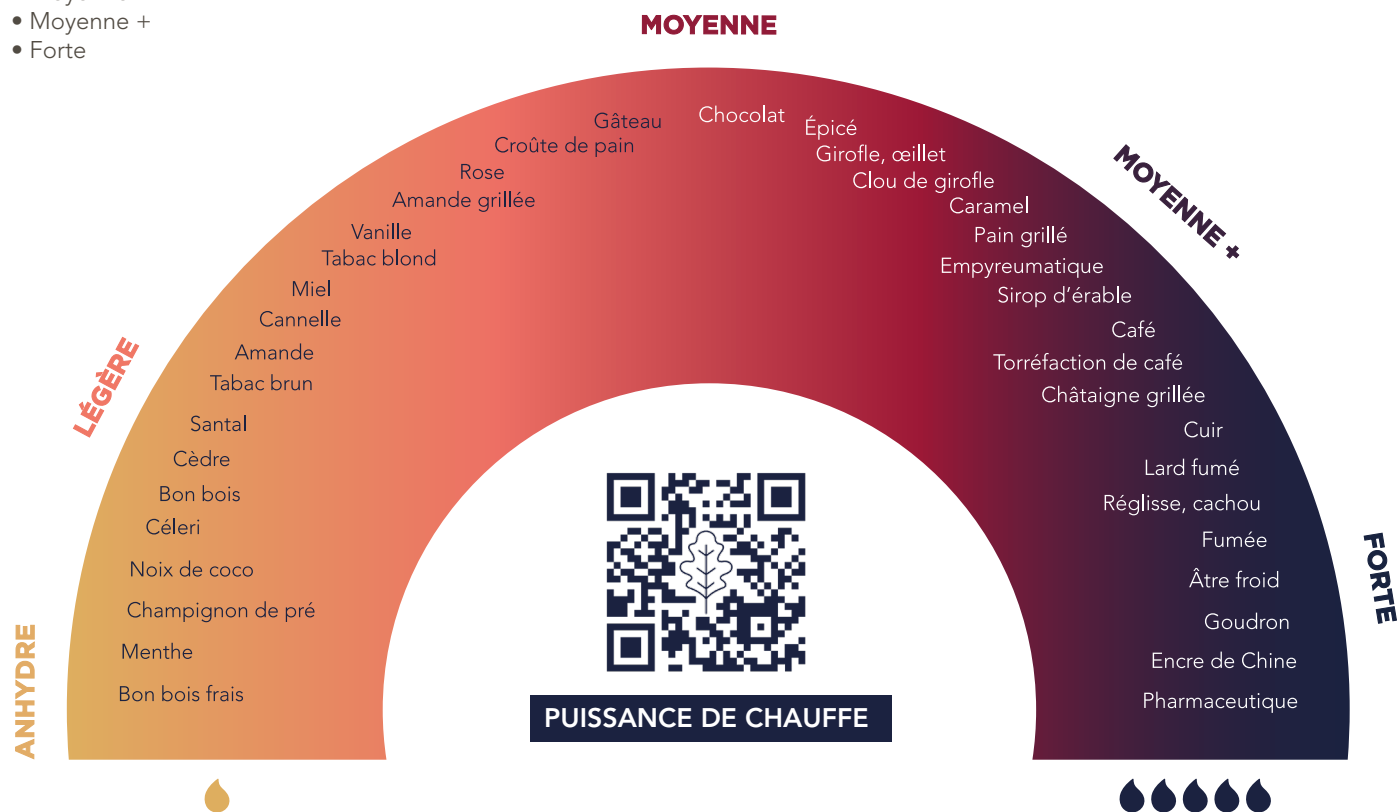 • Moyenne +
• Forte
MOYENNE
MOYENNE +
LÉGÈRE
FORTE
ANHYDRE
Gâteau
Croûte de pain
Rose
Amande grillée
Vanille
Tabac blond
Miel
Cannelle
Amande
Tabac brun
Santal
Cèdre
Bon bois
Céleri
Noix de coco
Champignon de pré
Menthe
Bon bois frais
Chocolat
Épicé
Girofle, œillet
Clou de girofle
Caramel
Pain grillé
Empyreumatique
Sirop d’érable
Café
Torréfaction de café
Châtaigne grillée
Cuir
Lard fumé
Réglisse, cachou
Fumée
Âtre froid
Goudron
Encre de Chine
Pharmaceutique
PUISSANCE DE CHAUFFE